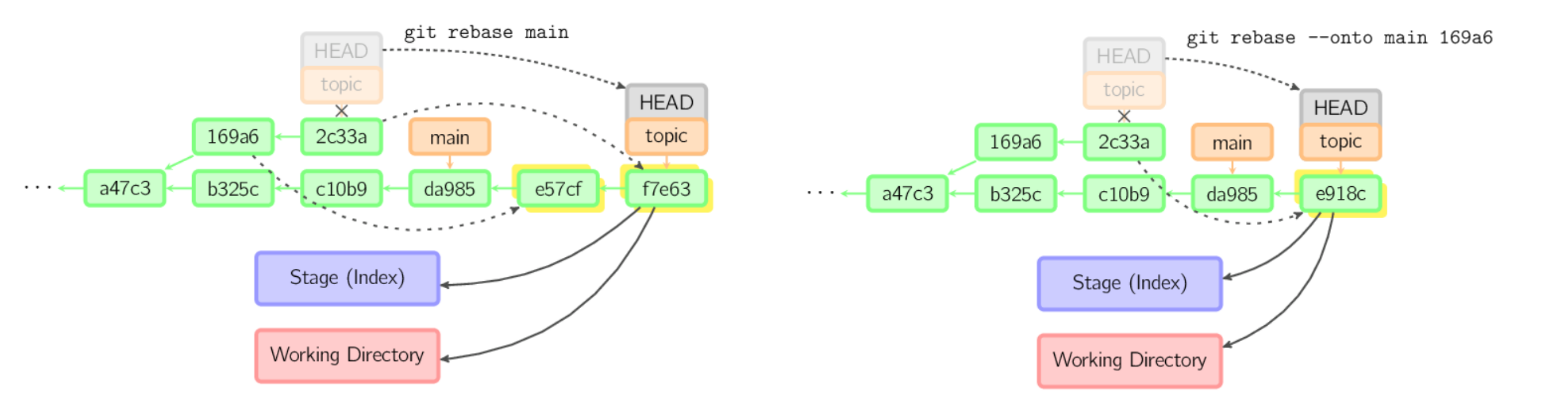 git rebase main
HEAD
topic
HEAD
topic
169a6
2c33a
main
...
a47c3
b325c
c10b9
da985
e57cf
f7e63
Stage (Index)
Working Directory
git rebase --onto main 169a6
HEAD
topic
HEAD
topic
169a6
2c33a
main
...
a47c3
b325c
c10b9
da985
e918c
Stage (Index)
Working Directory